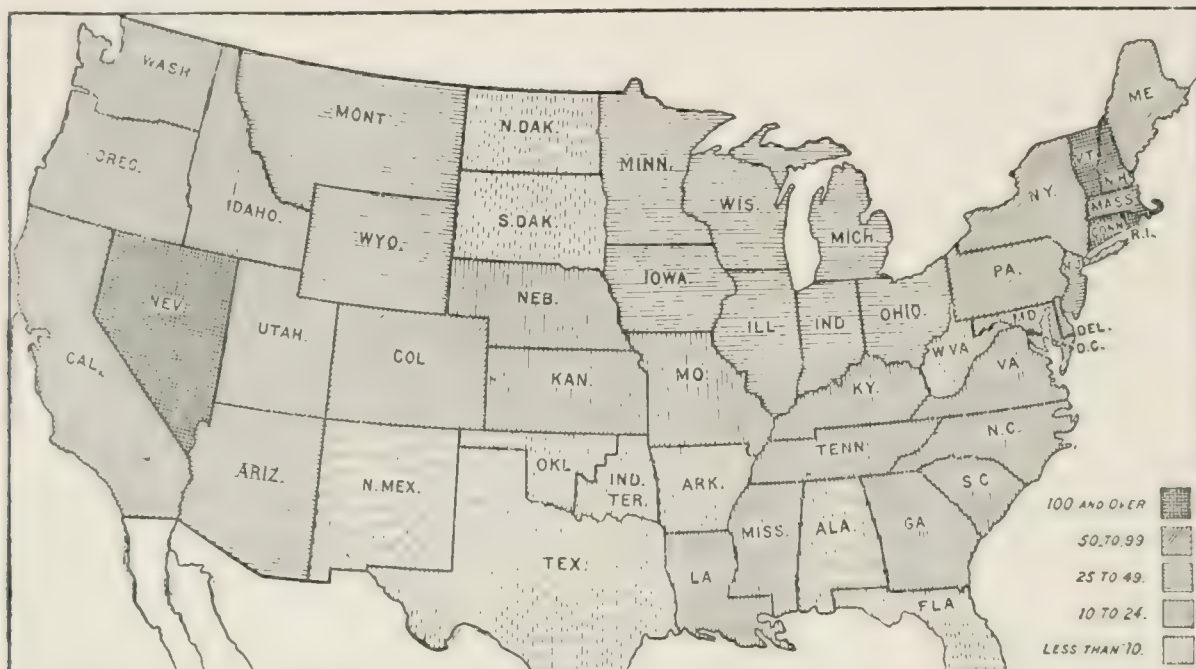 WASH
OREG.
CAL.
NEV.
IDAHO.
MONT
WYO.
UTAH.
COL
ARIZ.
N.MEX.
N.DAK.
S.DAK.
NEB.
KAN.
OKL
IND.
TER.
TEX.
MINN.
IOWA.
MO
ARK.
LA
WIS.
ILL
MICH.
IND
OHIO.
KY.
TENN.
MISS.
ALA.
GA
FLA
S.C
N.C.
VA
WVA
MD.
DEL.
D.C.
PA.
N.J.
NY.
CONN.
R.I.
MASS.
VT.
N.H.
ME
100 AND OVER
50 TO 99
25 TO 49.
10 TO 24.
LESS THAN 10.